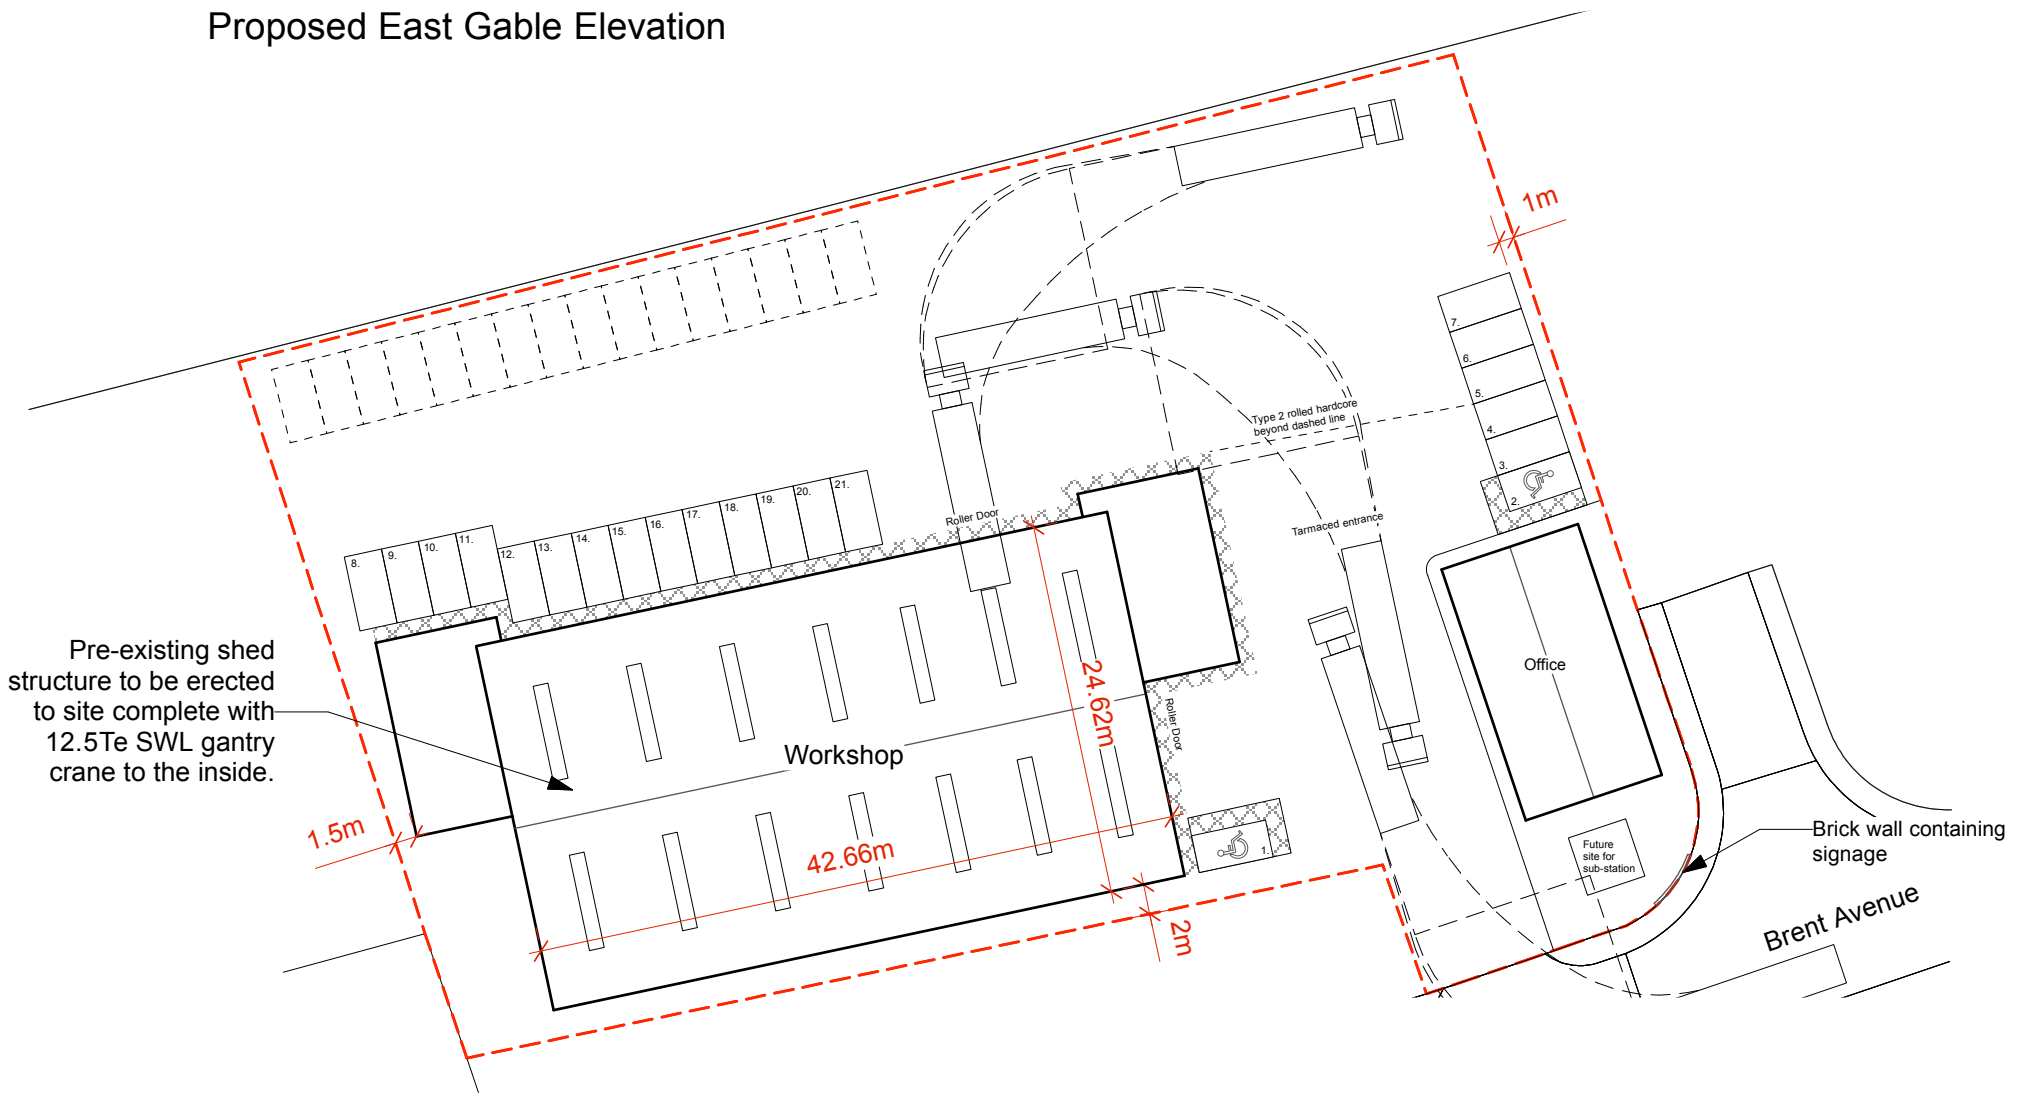 Proposed East Gable Elevation
1m
7.
6.
5.
4.
3.
2.
Type 2 rolled hardcore
beyond dashed line
Tarmaced entrance
Roller Door
8.
9.
10.
11.
12.
13.
14.
15.
16.
17.
18.
19.
20.
21.
Pre-existing shed
structure to be erected
to site complete with
12.5Te SWL gantry
crane to the inside.
Workshop
24.62m
Roller Door
Office
1.5m
42.66m
1.
2m
Future
site for
sub-station
Brick wall containing
signage
Brent Avenue